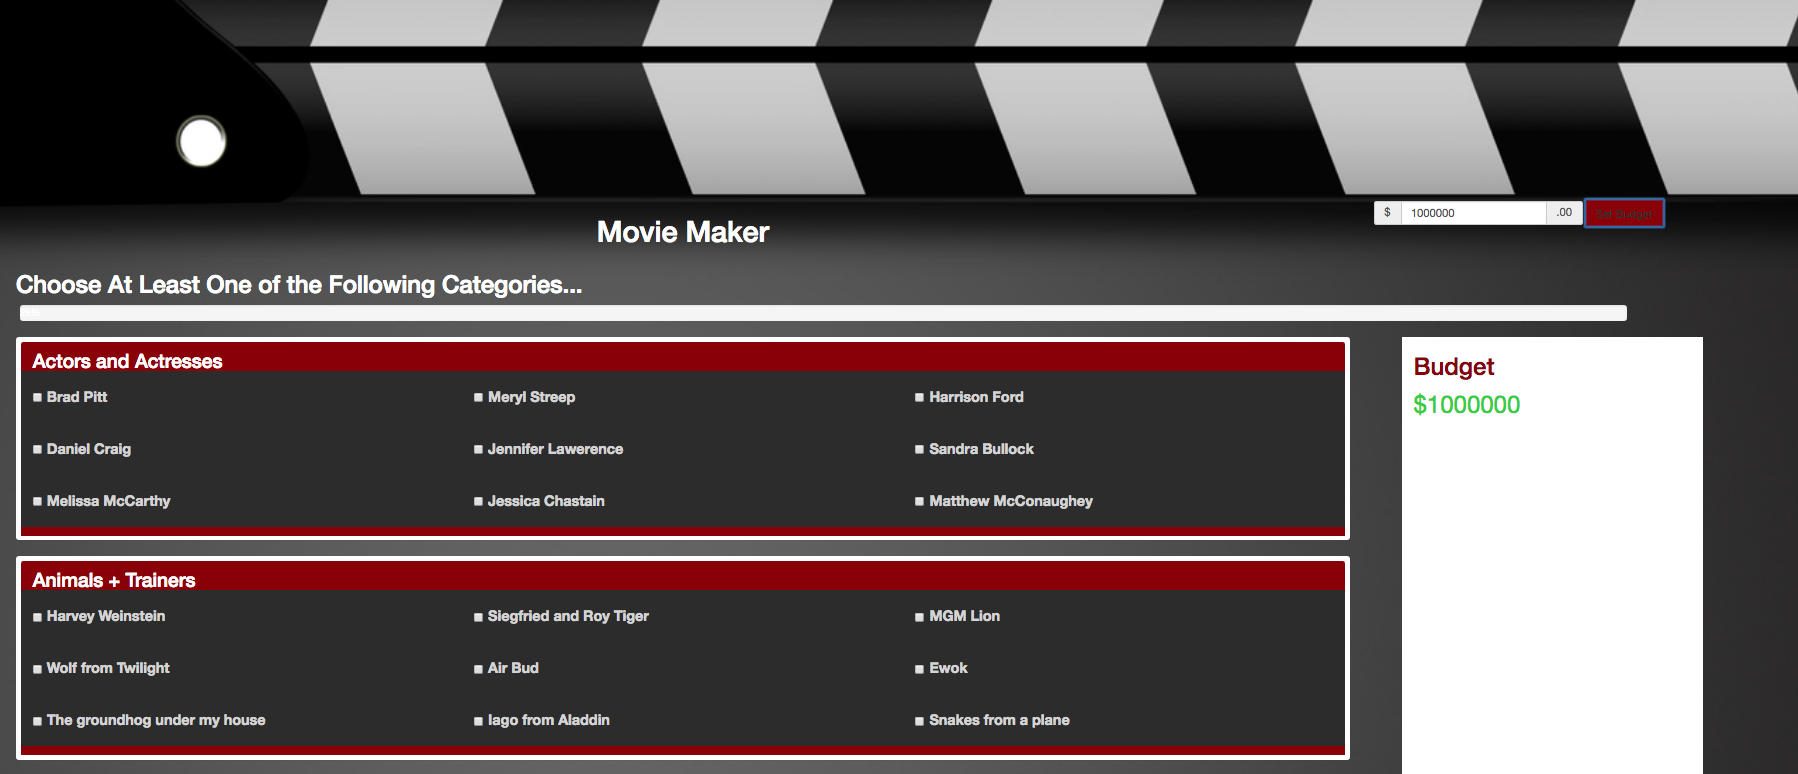 $ 1000000 .00 Set Budget
Movie Maker
Choose At Least One of the Following Categories...
Actors and Actresses
Brad Pitt Meryl Streep Harrison Ford
Daniel Craig Jennifer Lawerence Sandra Bullock
Melissa McCarthy Jessica Chastain Matthew McConaughey
Animals + Trainers
Harvey Weinstein Siegfried and Roy Tiger MGM Lion
Wolf from Twilight Air Bud Ewok
The groundhog under my house Iago from Aladdin Snakes from a plane
Budget
$1000000